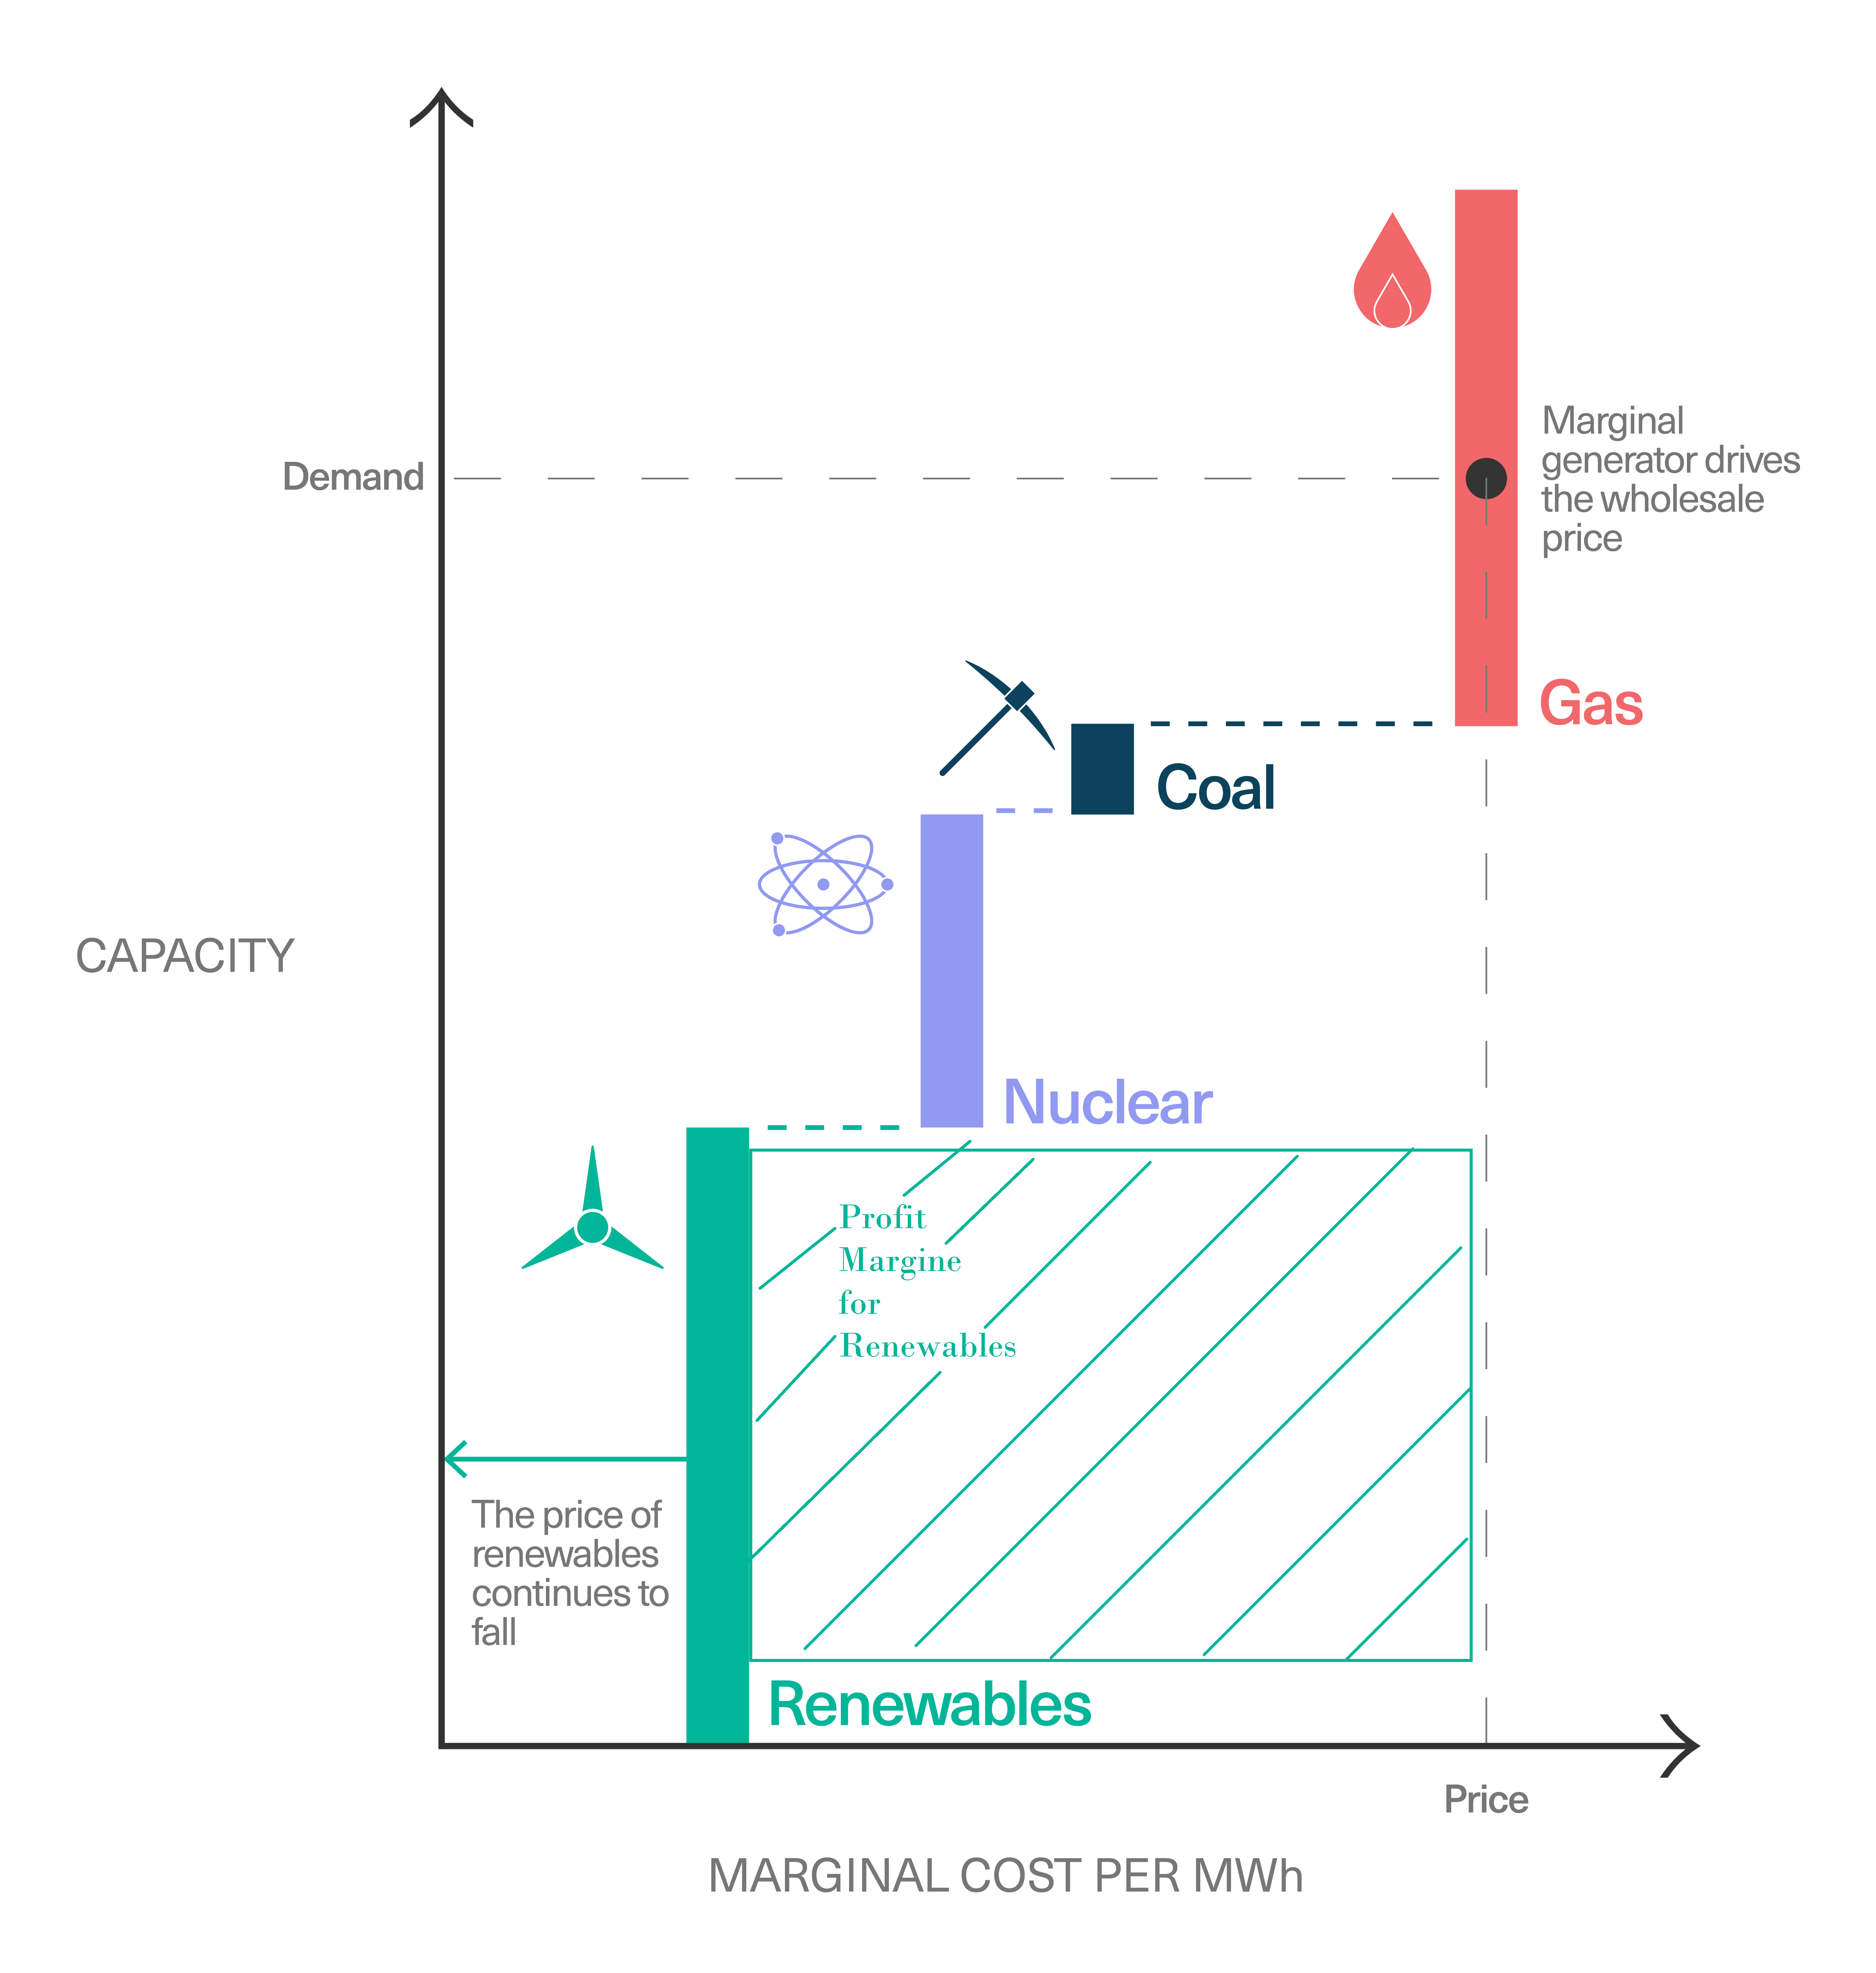 Demand
Marginal
generator drives
the wholesale
price
Gas
Coal
CAPACITY
Nuclear
Profit
Margine
for
Renewables
The price of
renewables
continues to
fall
Renewables
Price
MARGINAL COST PER MWh